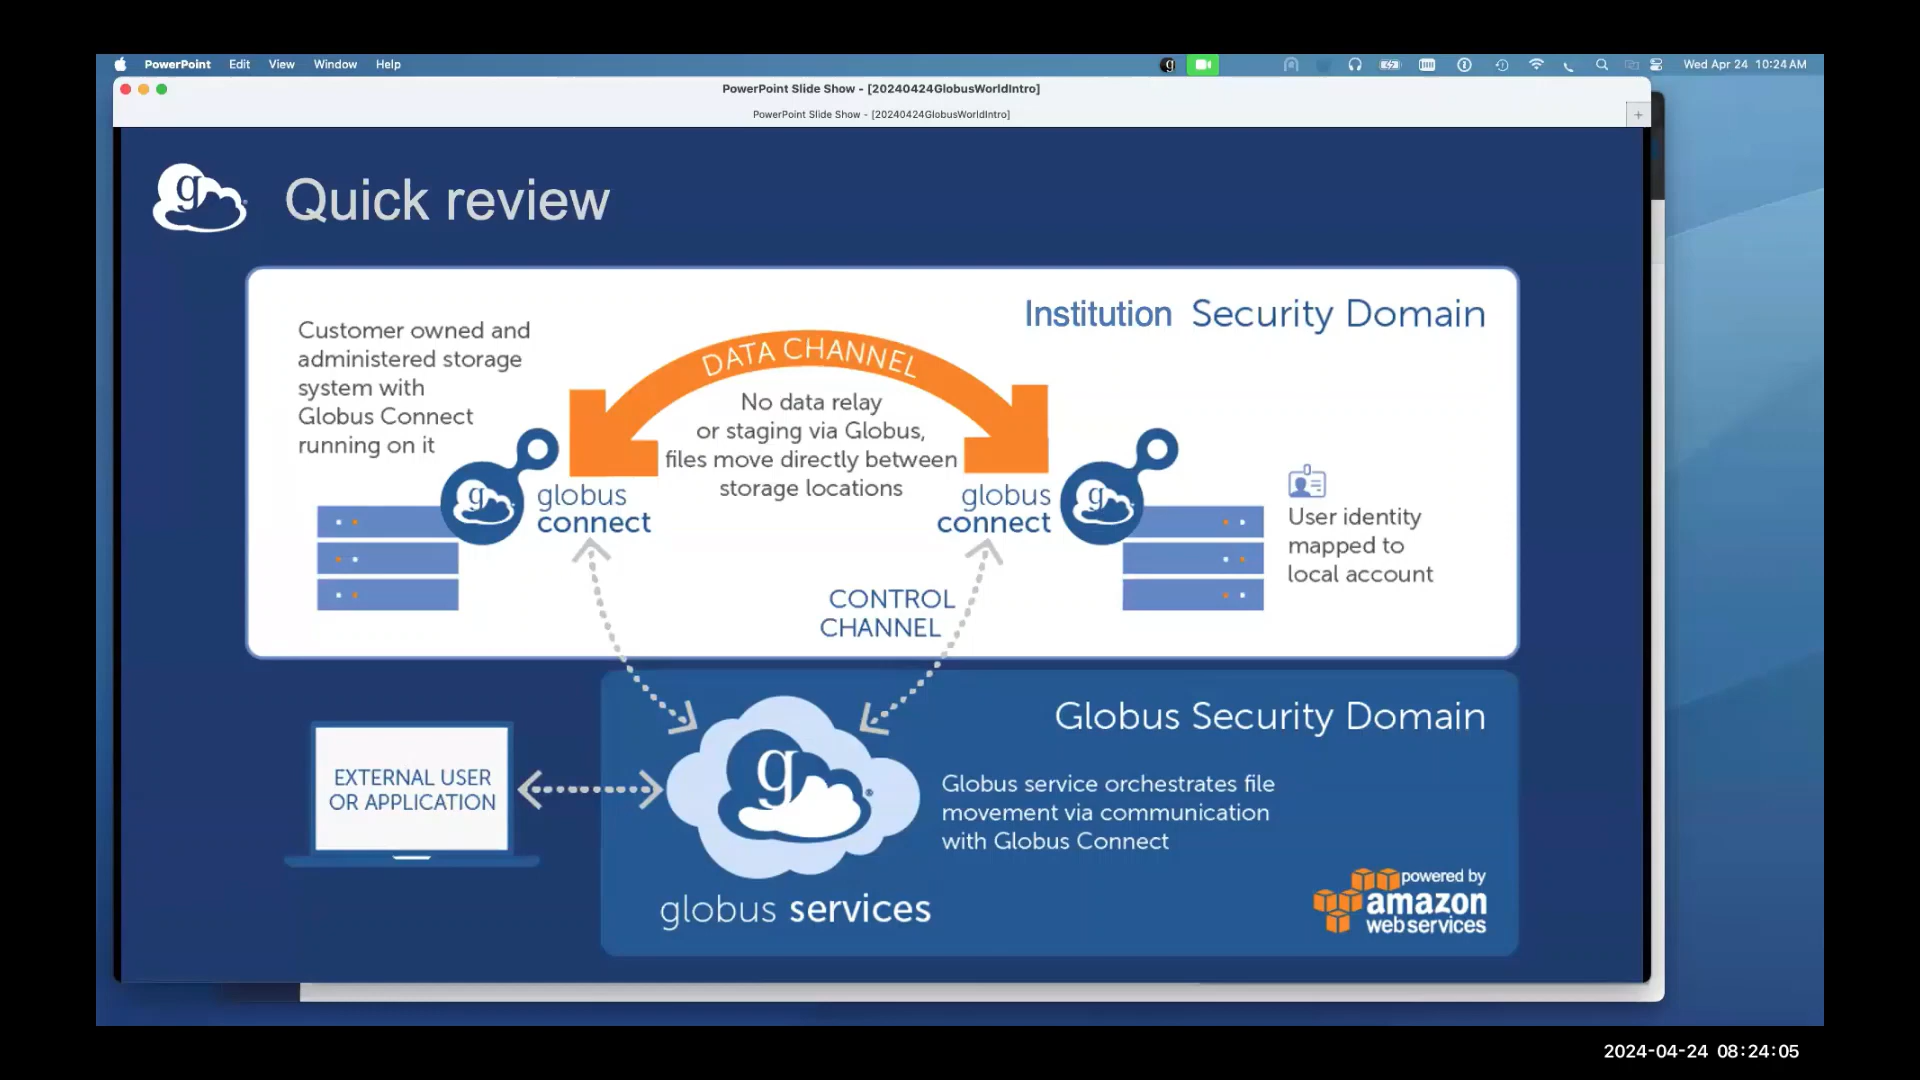 PowerPoint Edit View Window Help
Wed Apr 24 10:24 AM
PowerPoint Slide Show - [20240424GlobusWorldIntro]
PowerPoint Slide Show - [20240424GlobusWorldIntro]
g
Quick review
Institution Security Domain
Customer owned and
administered storage
system with
Globus Connect
running on it
DATA CHANNEL
No data relay
or staging via Globus,
files move directly between
storage locations
g
globus
connect
globus
connect
g
User identity
mapped to
local account
CONTROL
CHANNEL
Globus Security Domain
EXTERNAL USER
OR APPLICATION
g
Globus service orchestrates file
movement via communication
with Globus Connect
globus services
powered by
amazon
web services
2024-04-24 08:24:05